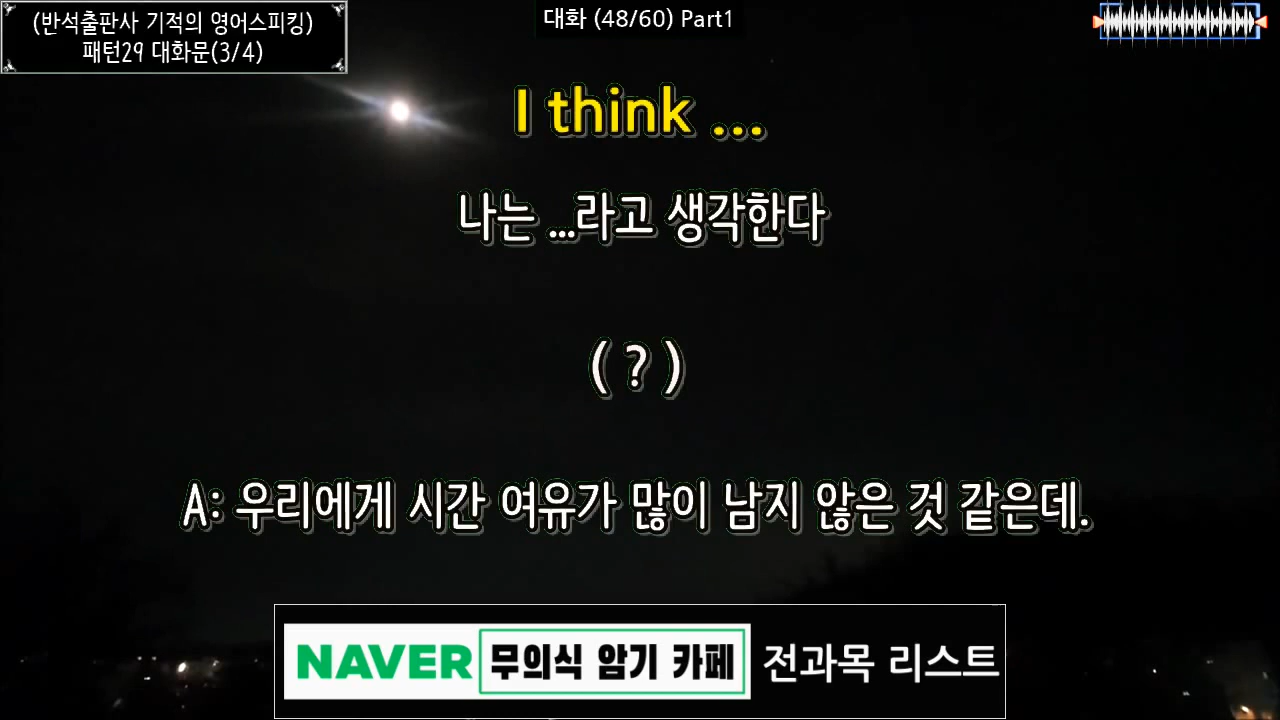 (반석출판사 기적의 영어스피킹)
패턴29 대화문(3/4)
대화 (48/60) Part1
I think ...
나는 ...라고 생각한다
( ? )
A: 우리에게 시간 여유가 많이 남지 않은 것 같은데.
NAVER 무의식 암기 카페 전과목 리스트